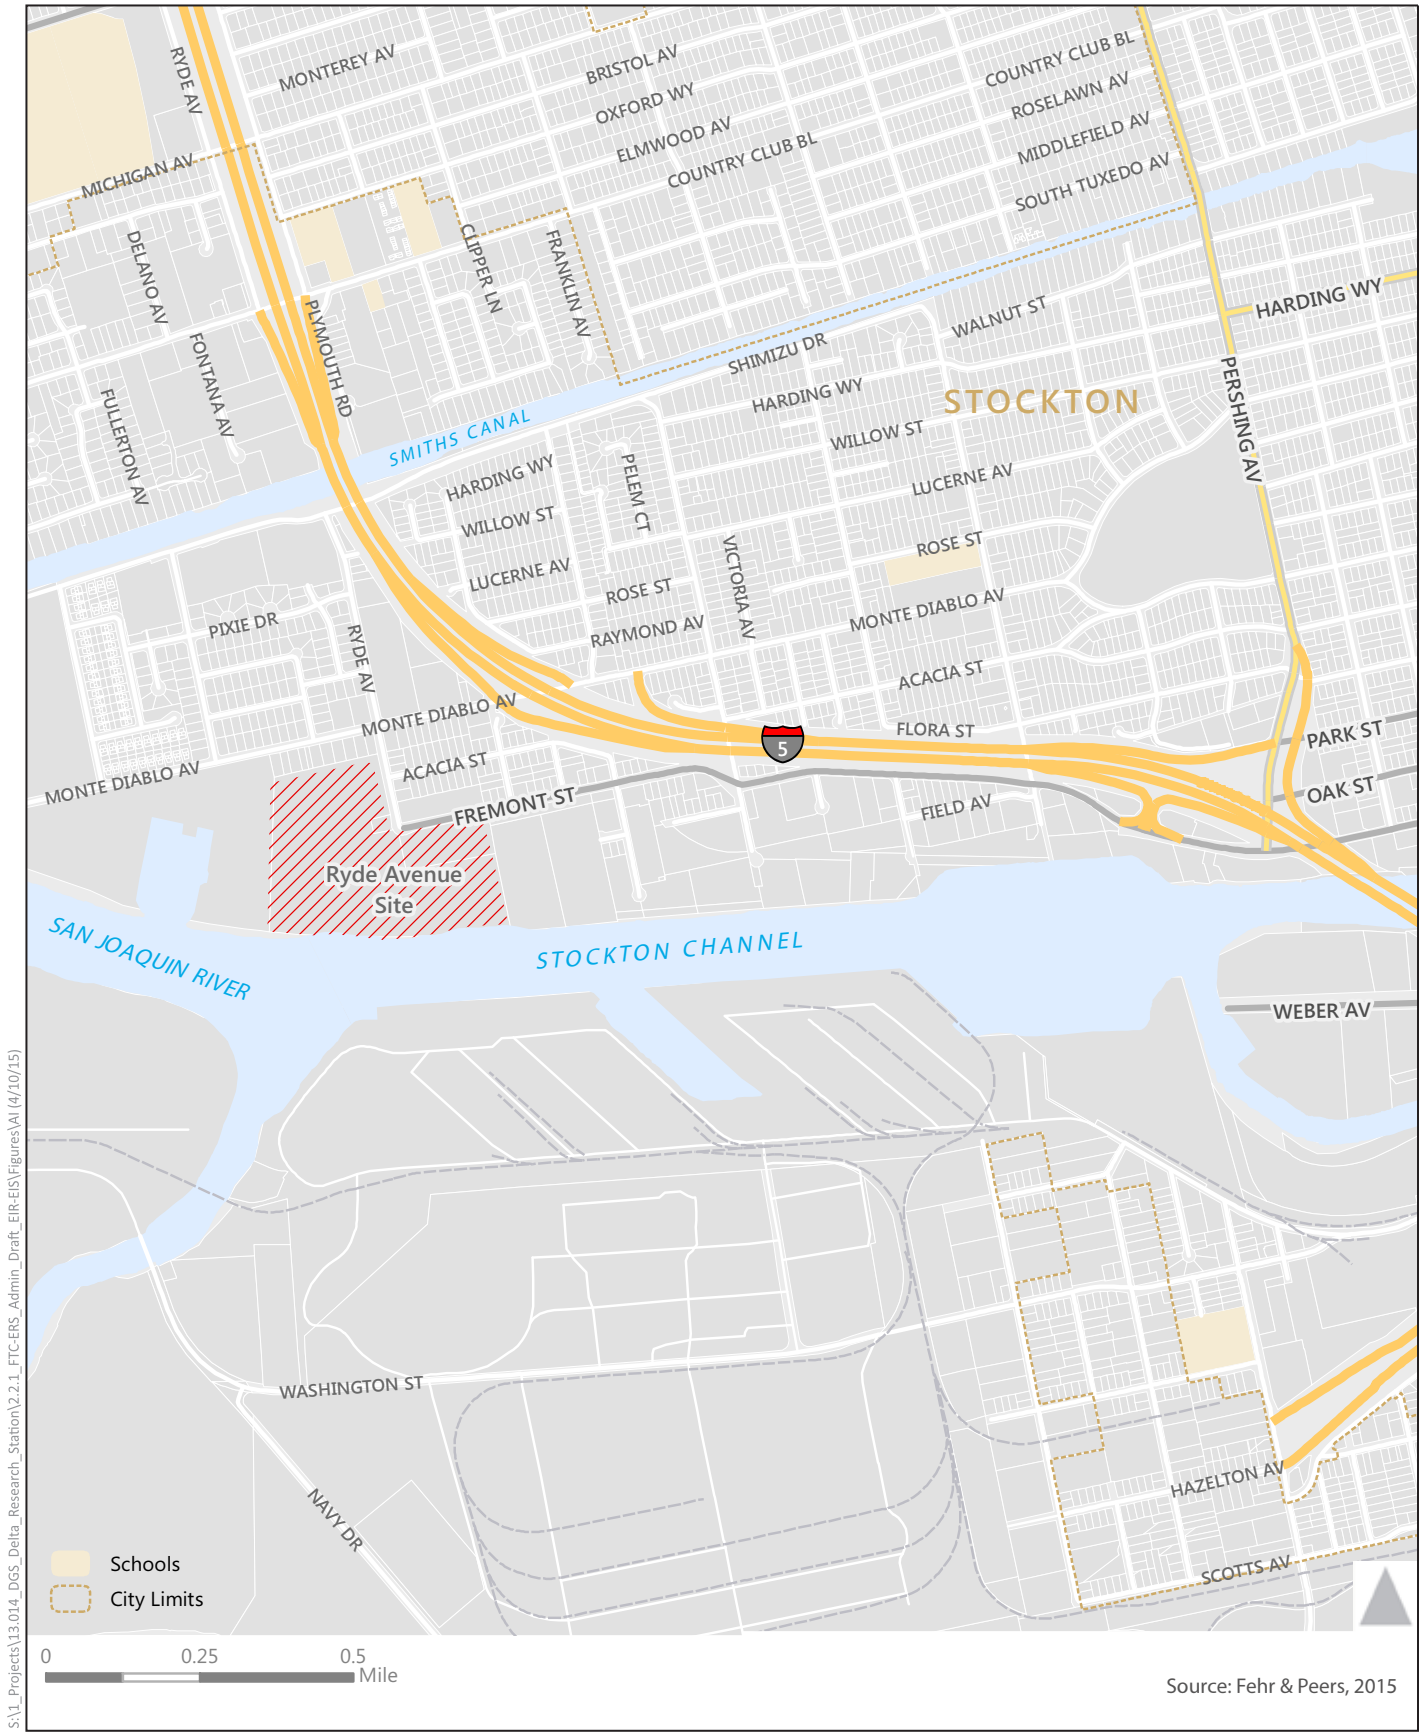 RYDE AV
MONTEREY AV
BRISTOL AV
OXFORD WY
ELMWOOD AV
COUNTRY CLUB BL
COUNTRY CLUB BL
ROSELAWN AV
MIDDLEFIELD AV
SOUTH TUXEDO AV
MICHIGAN AV
DELANO AV
CLIPPER LN
FRANKLIN AV
PLYMOUTH RD
FONTANA AV
FULLERTON AV
WALNUT ST
HARDING WY
SHIMIZU DR
HARDING WY
STOCKTON
PERSHING AV
SMITHS CANAL
WILLOW ST
HARDING WY
PELEM CT
LUCERNE AV
WILLOW ST
ROSE ST
LUCERNE AV
VICTORIA AV
ROSE ST
MONTE DIABLO AV
RAYMOND AV
PIXIE DR
RYDE AV
ACACIA ST
MONTE DIABLO AV
FLORA ST
5
PARK ST
ACACIA ST
MONTE DIABLO AV
FREMONT ST
FIELD AV
OAK ST
Ryde Avenue
Site
SAN JOAQUIN RIVER
STOCKTON CHANNEL
WEBER AV
WASHINGTON ST
NAVY DR
HAZELTON AV
SCOTTS AV
Schools
City Limits
0 0.25 0.5
Mile
Source: Fehr & Peers, 2015
S:\1_Projects\13.014_DGS_Delta_Research_Station\2.2.1_FTC-ERS_Admin_Draft_EIR-EIS\Figures\AI (4/10/15)